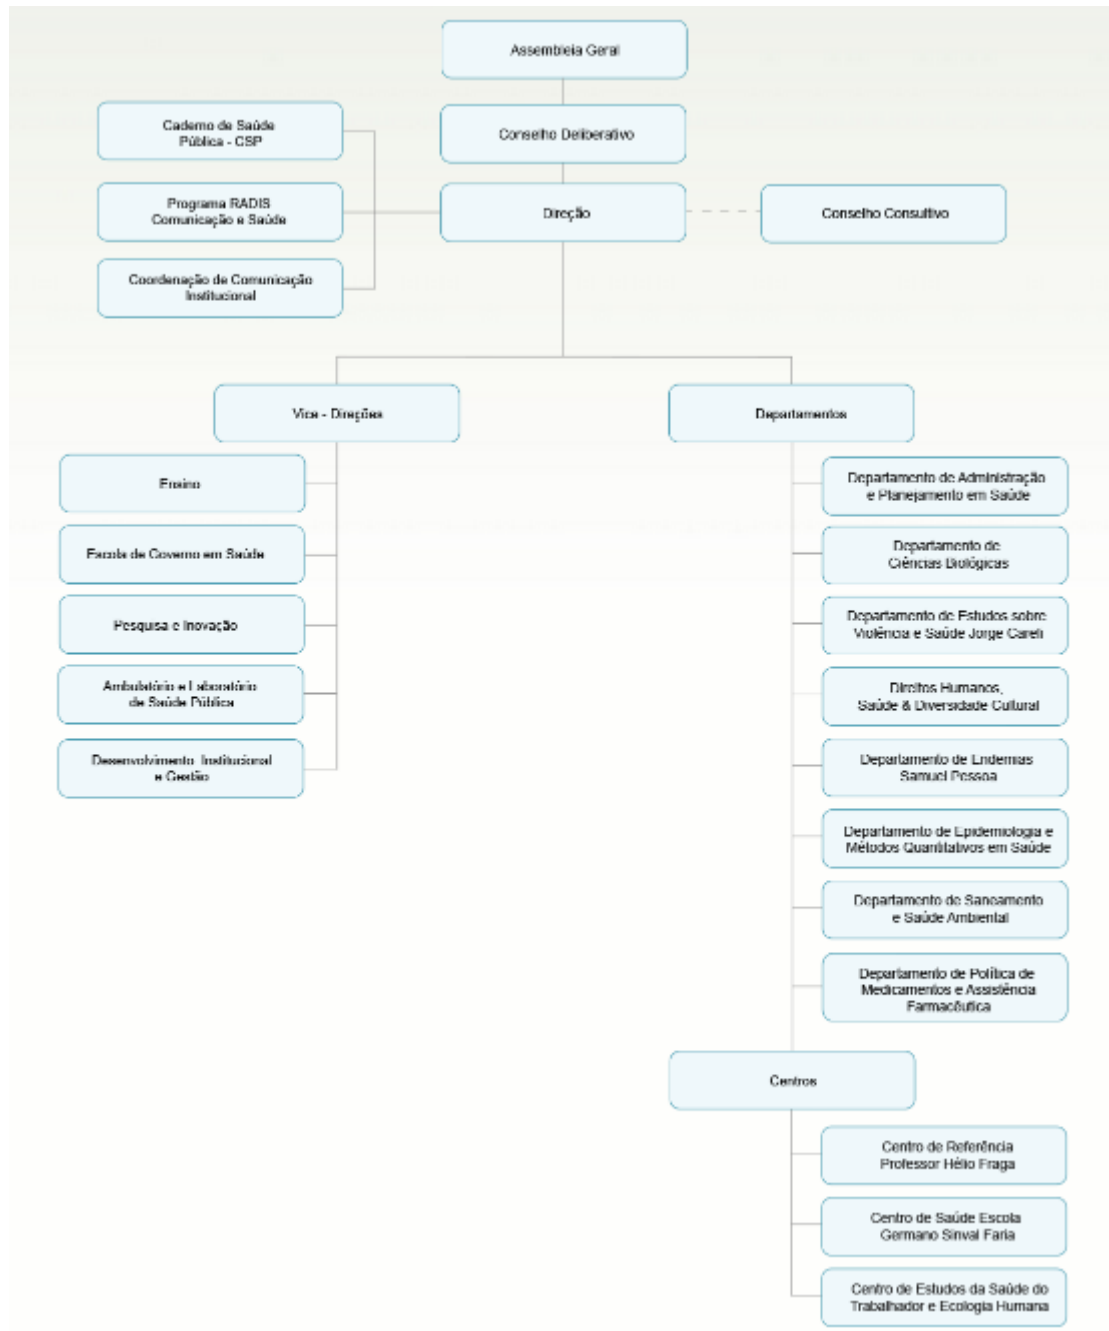 Assembleia Geral
Caderno de Saúde
Pública - CSP
Conselho Deliberativo
Programa RADIS
Comunicação e Saúde
Direção
Conselho Consultivo
Coordenação de Comunicação
Institucional
Vice - Direções
Departamentos
Ensino
Escola de Governo em Saúde
Pesquisa e Inovação
Ambulatório e Laboratório
de Saúde Pública
Desenvolvimento Institucional
e Gestão
Departamento de Administração
e Planejamento em Saúde
Departamento de
Ciências Biológicas
Departamento de Estudos sobre
Violência e Saúde Jorge Careli
Direitos Humanos,
Saúde & Diversidade Cultural
Departamento de Endemias
Samuel Pessoa
Departamento de Epidemiologia e
Métodos Quantitativos em Saúde
Departamento de Saneamento
e Saúde Ambiental
Departamento de Política de
Medicamentos e Assistência
Farmacêutica
Centros
Centro de Referência
Professor Hélio Fraga
Centro de Saúde Escola
Germano Sinval Faria
Centro de Estudos da Saúde do
Trabalhador e Ecologia Humana